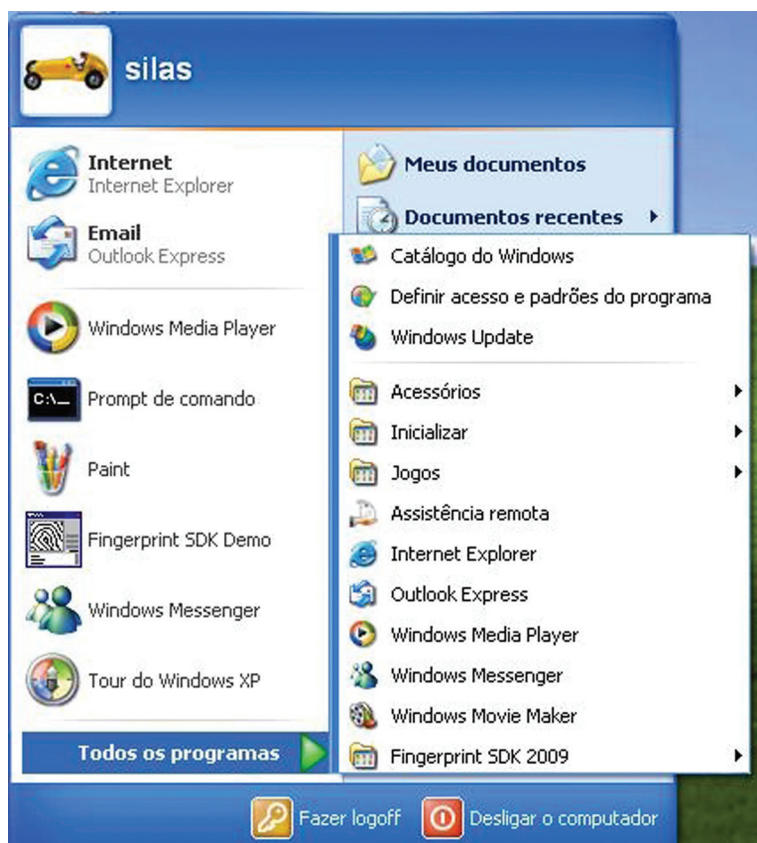 silas
Internet
Internet Explorer
Email
Outlook Express
Windows Media Player
C:\_
Prompt de comando
Paint
Fingerprint SDK Demo
Windows Messenger
Tour do Windows XP
Todos os programas
Meus documentos
Documentos recentes
Catálogo do Windows
Definir acesso e padrões do programa
Windows Update
Acessórios
Inicializar
Jogos
Assistência remota
Internet Explorer
Outlook Express
Windows Media Player
Windows Messenger
Windows Movie Maker
Fingerprint SDK 2009
Fazer logoff
Desligar o computador